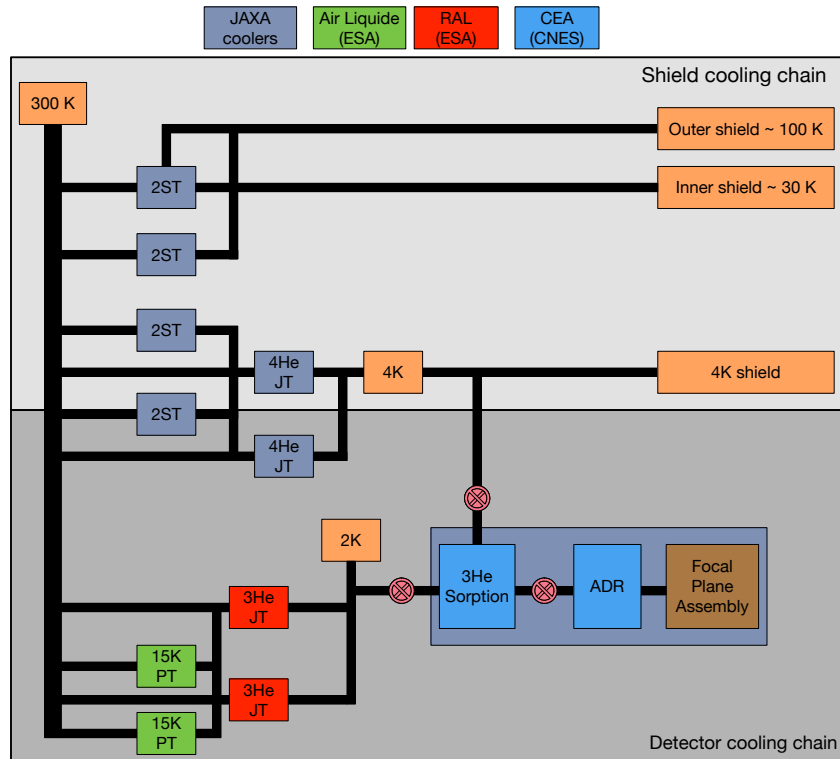 JAXA
coolers
Air Liquide
(ESA)
RAL
(ESA)
CEA
(CNES)
Shield cooling chain
300 K
Outer shield ~ 100 K
2ST
Inner shield ~ 30 K
2ST
2ST
4He
JT
4K
4K shield
2ST
4He
JT
2K
3He
Sorption
ADR
Focal
Plane
Assembly
3He
JT
15K
PT
3He
JT
15K
PT
Detector cooling chain